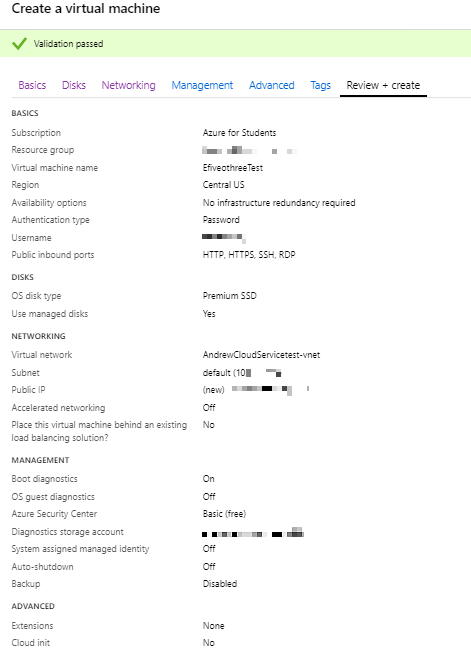 Create a virtual machine
Validation passed
Basics Disks Networking Management Advanced Tags Review + create
BASICS
Subscription Azure for Students
Resource group
Virtual machine name EfiveothreeTest
Region Central US
Availability options No infrastructure redundancy required
Authentication type Password
Username
Public inbound ports HTTP, HTTPS, SSH, RDP
DISKS
OS disk type Premium SSD
Use managed disks Yes
NETWORKING
Virtual network AndrewCloudServicetest-vnet
Subnet default (10
Public IP (new)
Accelerated networking Off
Place this virtual machine behind an existing No
load balancing solution?
MANAGEMENT
Boot diagnostics On
OS guest diagnostics Off
Azure Security Center Basic (free)
Diagnostics storage account
System assigned managed identity Off
Auto-shutdown Off
Backup Disabled
ADVANCED
Extensions None
Cloud init No